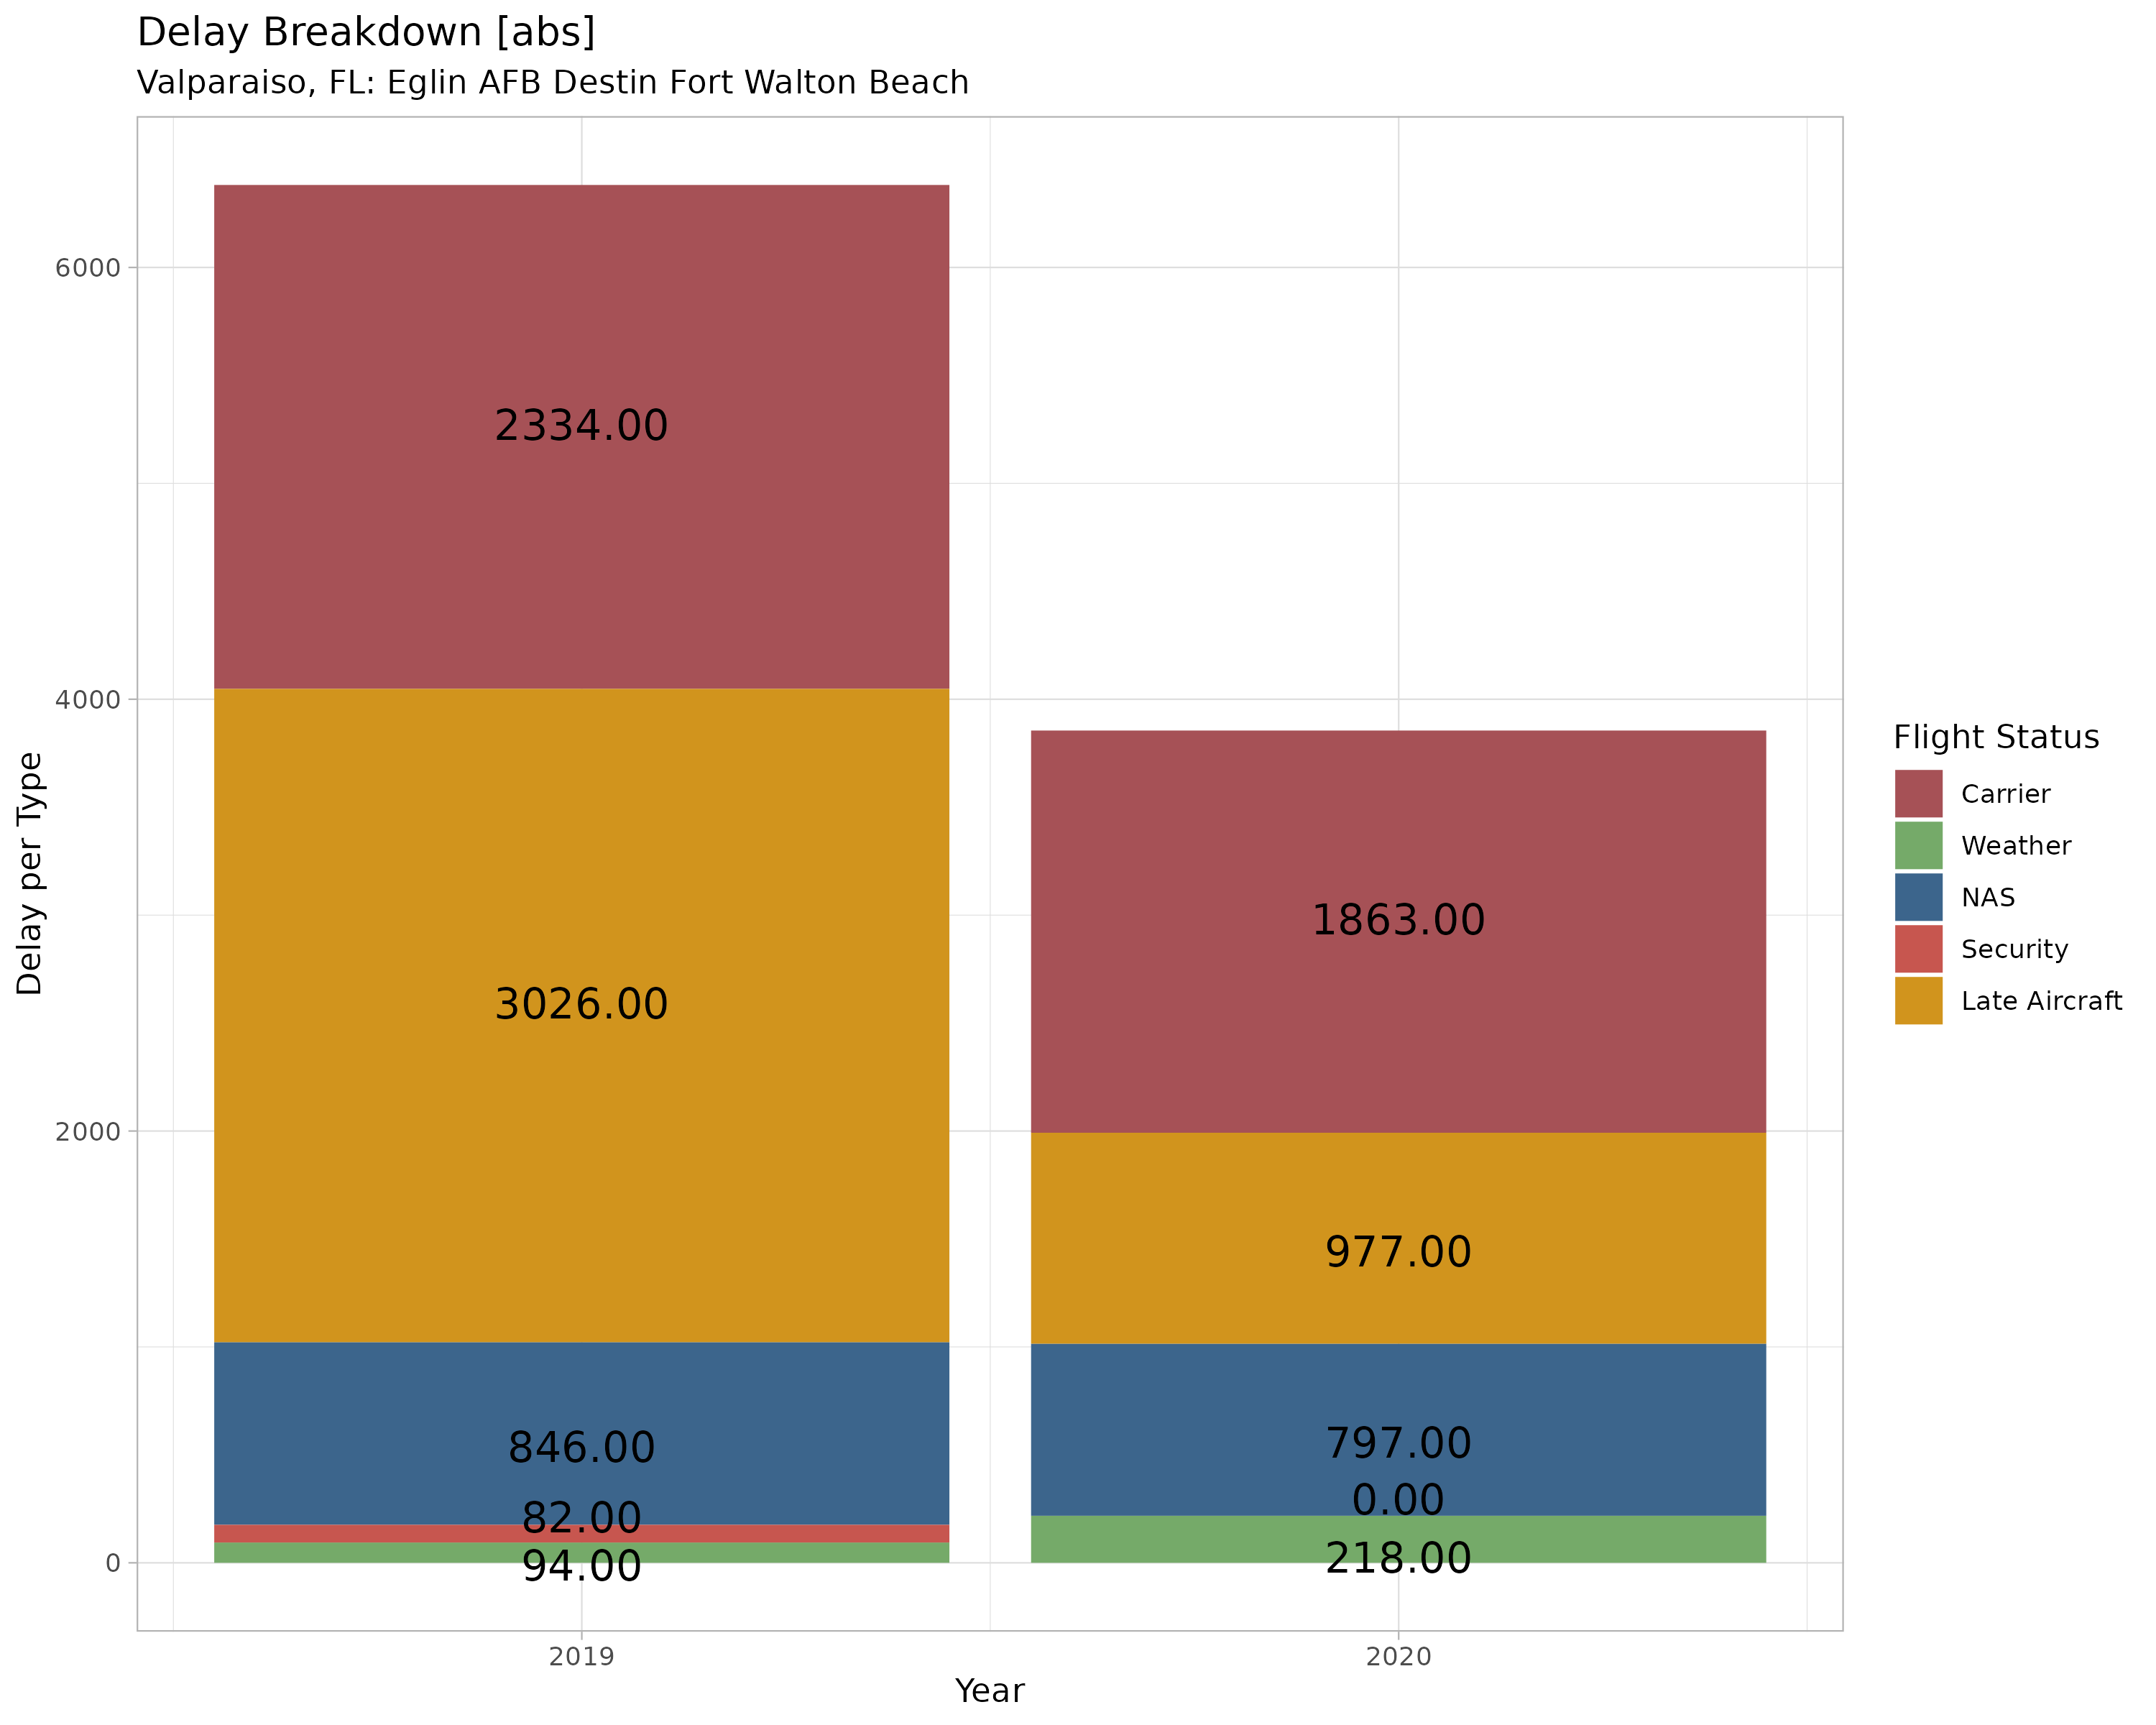 Delay Breakdown [abs]
Valparaiso, FL: Eglin AFB Destin Fort Walton Beach
Delay per Type
6000
4000
2000
0
2334.00
3026.00
846.00
82.00
94.00
1863.00
977.00
797.00
0.00
218.00
2019
2020
Year
Flight Status
Carrier
Weather
NAS
Security
Late Aircraft